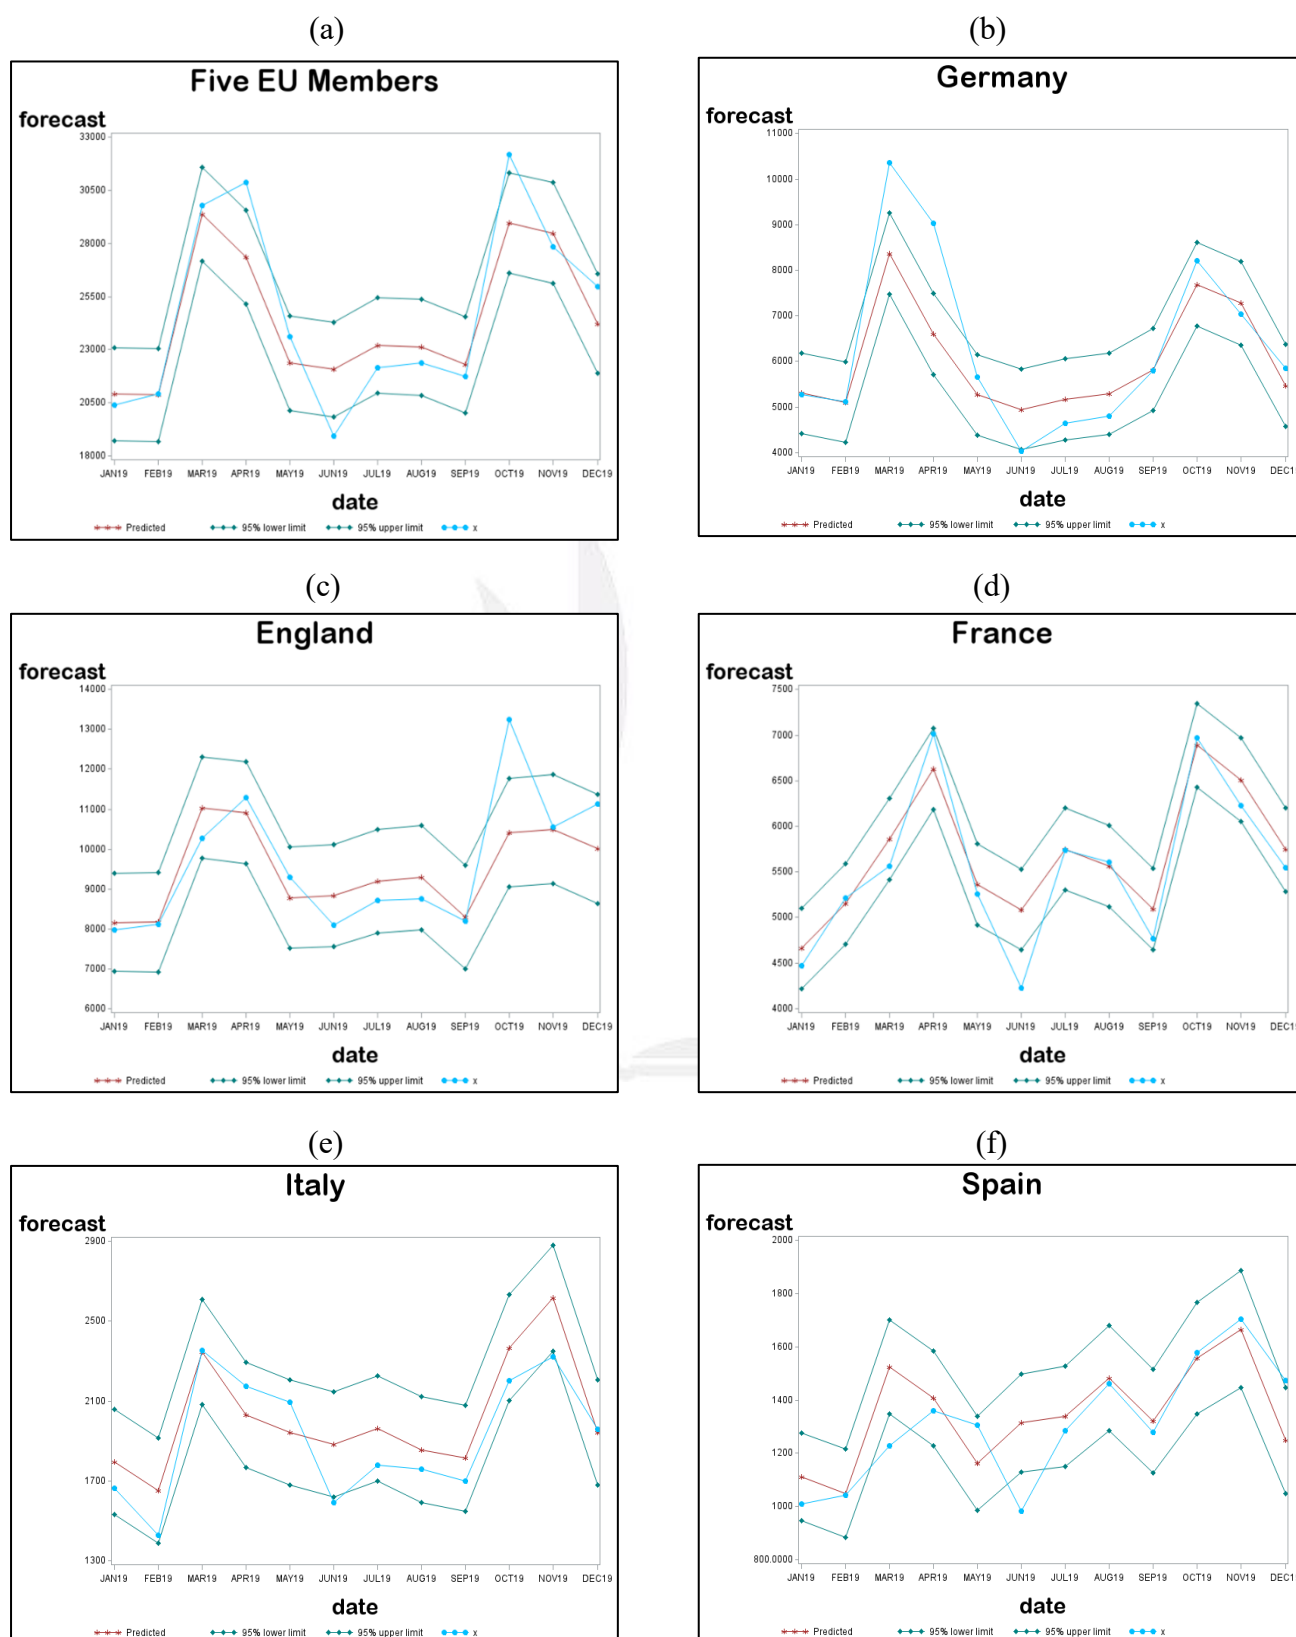 (a)
Five EU Members
forecast
33000
30500
28000
25500
23000
20500
18000
JAN19 FEB19 MAR19 APR19 MAY19 JUN19 JUL19 AUG19 SEP19 OCT19 NOV19 DEC19
date
Predicted 95% lower limit 95% upper limit x
(b)
Germany
forecast
11000
10000
9000
8000
7000
6000
5000
4000
JAN19 FEB19 MAR19 APR19 MAY19 JUN19 JUL19 AUG19 SEP19 OCT19 NOV19 DEC19
date
Predicted 95% lower limit 95% upper limit x
(c)
England
forecast
14000
13000
12000
11000
10000
9000
8000
7000
6000
JAN19 FEB19 MAR19 APR19 MAY19 JUN19 JUL19 AUG19 SEP19 OCT19 NOV19 DEC19
date
Predicted 95% lower limit 95% upper limit x
(d)
France
forecast
7500
7000
6500
6000
5500
5000
4500
4000
JAN19 FEB19 MAR19 APR19 MAY19 JUN19 JUL19 AUG19 SEP19 OCT19 NOV19 DEC19
date
Predicted 95% lower limit 95% upper limit x
(e)
Italy
forecast
2900
2500
2100
1700
1300
JAN19 FEB19 MAR19 APR19 MAY19 JUN19 JUL19 AUG19 SEP19 OCT19 NOV19 DEC19
date
Predicted 95% lower limit 95% upper limit x
(f)
Spain
forecast
2000
1800
1600
1400
1200
1000
800.0000
JAN19 FEB19 MAR19 APR19 MAY19 JUN19 JUL19 AUG19 SEP19 OCT19 NOV19 DEC19
date
Predicted 95% lower limit 95% upper limit x